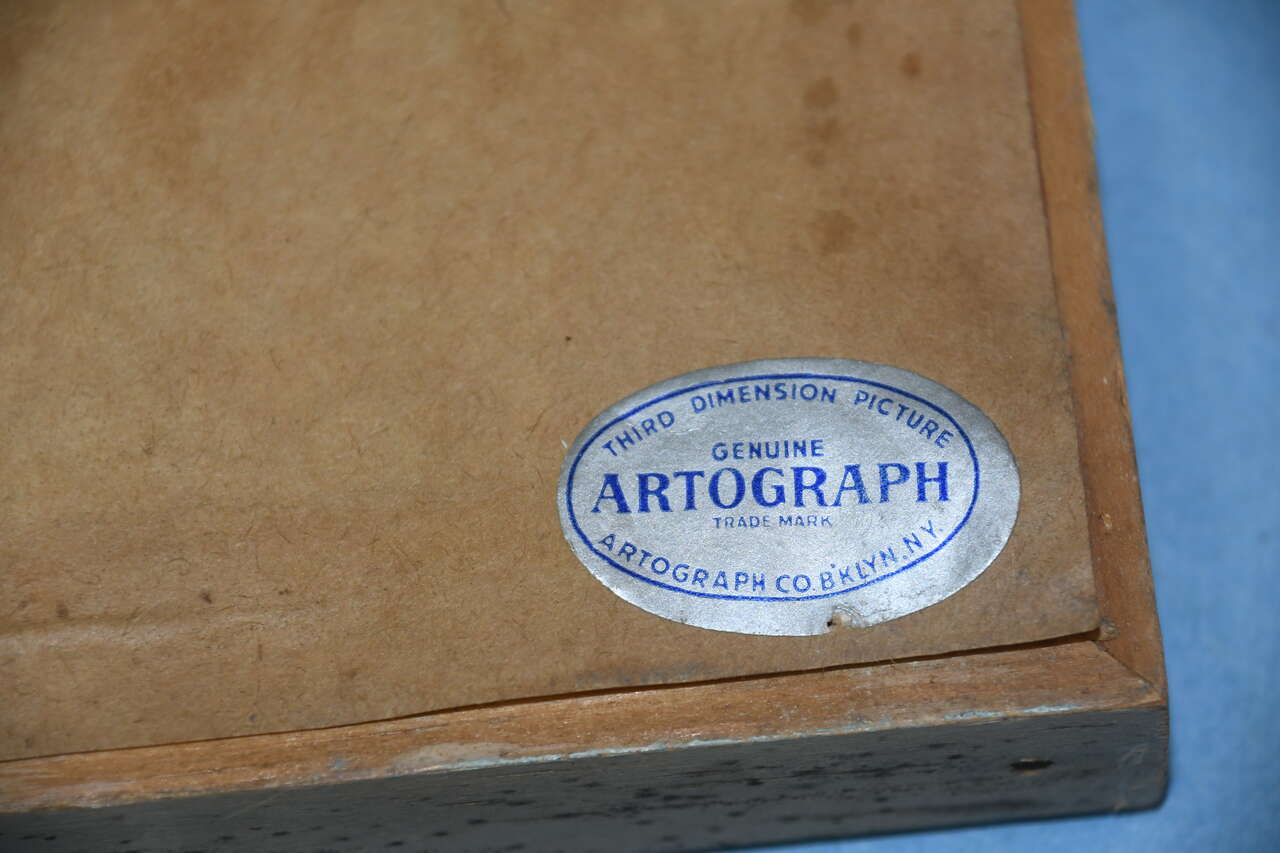 THIRD DIMENSION PICTURE
GENUINE
ARTOGRAPH
TRADE MARK
ARTOGRAPH CO. B'KLYN, N.Y.